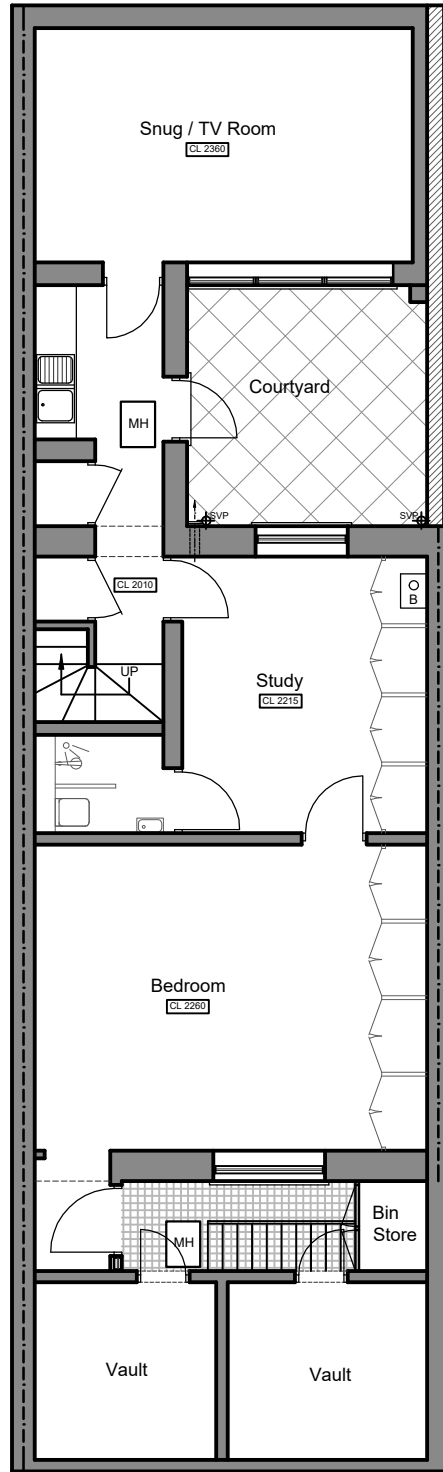 Snug / TV Room
CL 2360
Courtyard
MH
SVP
SVP
CL 2010
B
UP
Study
CL 2215
Bedroom
CL 2260
Bin
Store
MH
Vault
Vault